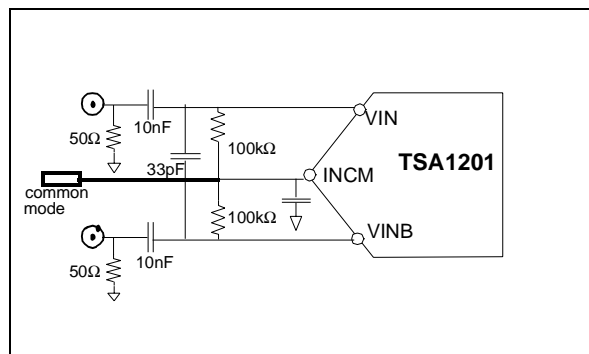 VIN
50Ω
10nF
100kΩ
TSA1201
33pF
INCM
common
mode
100kΩ
VINB
50Ω
10nF